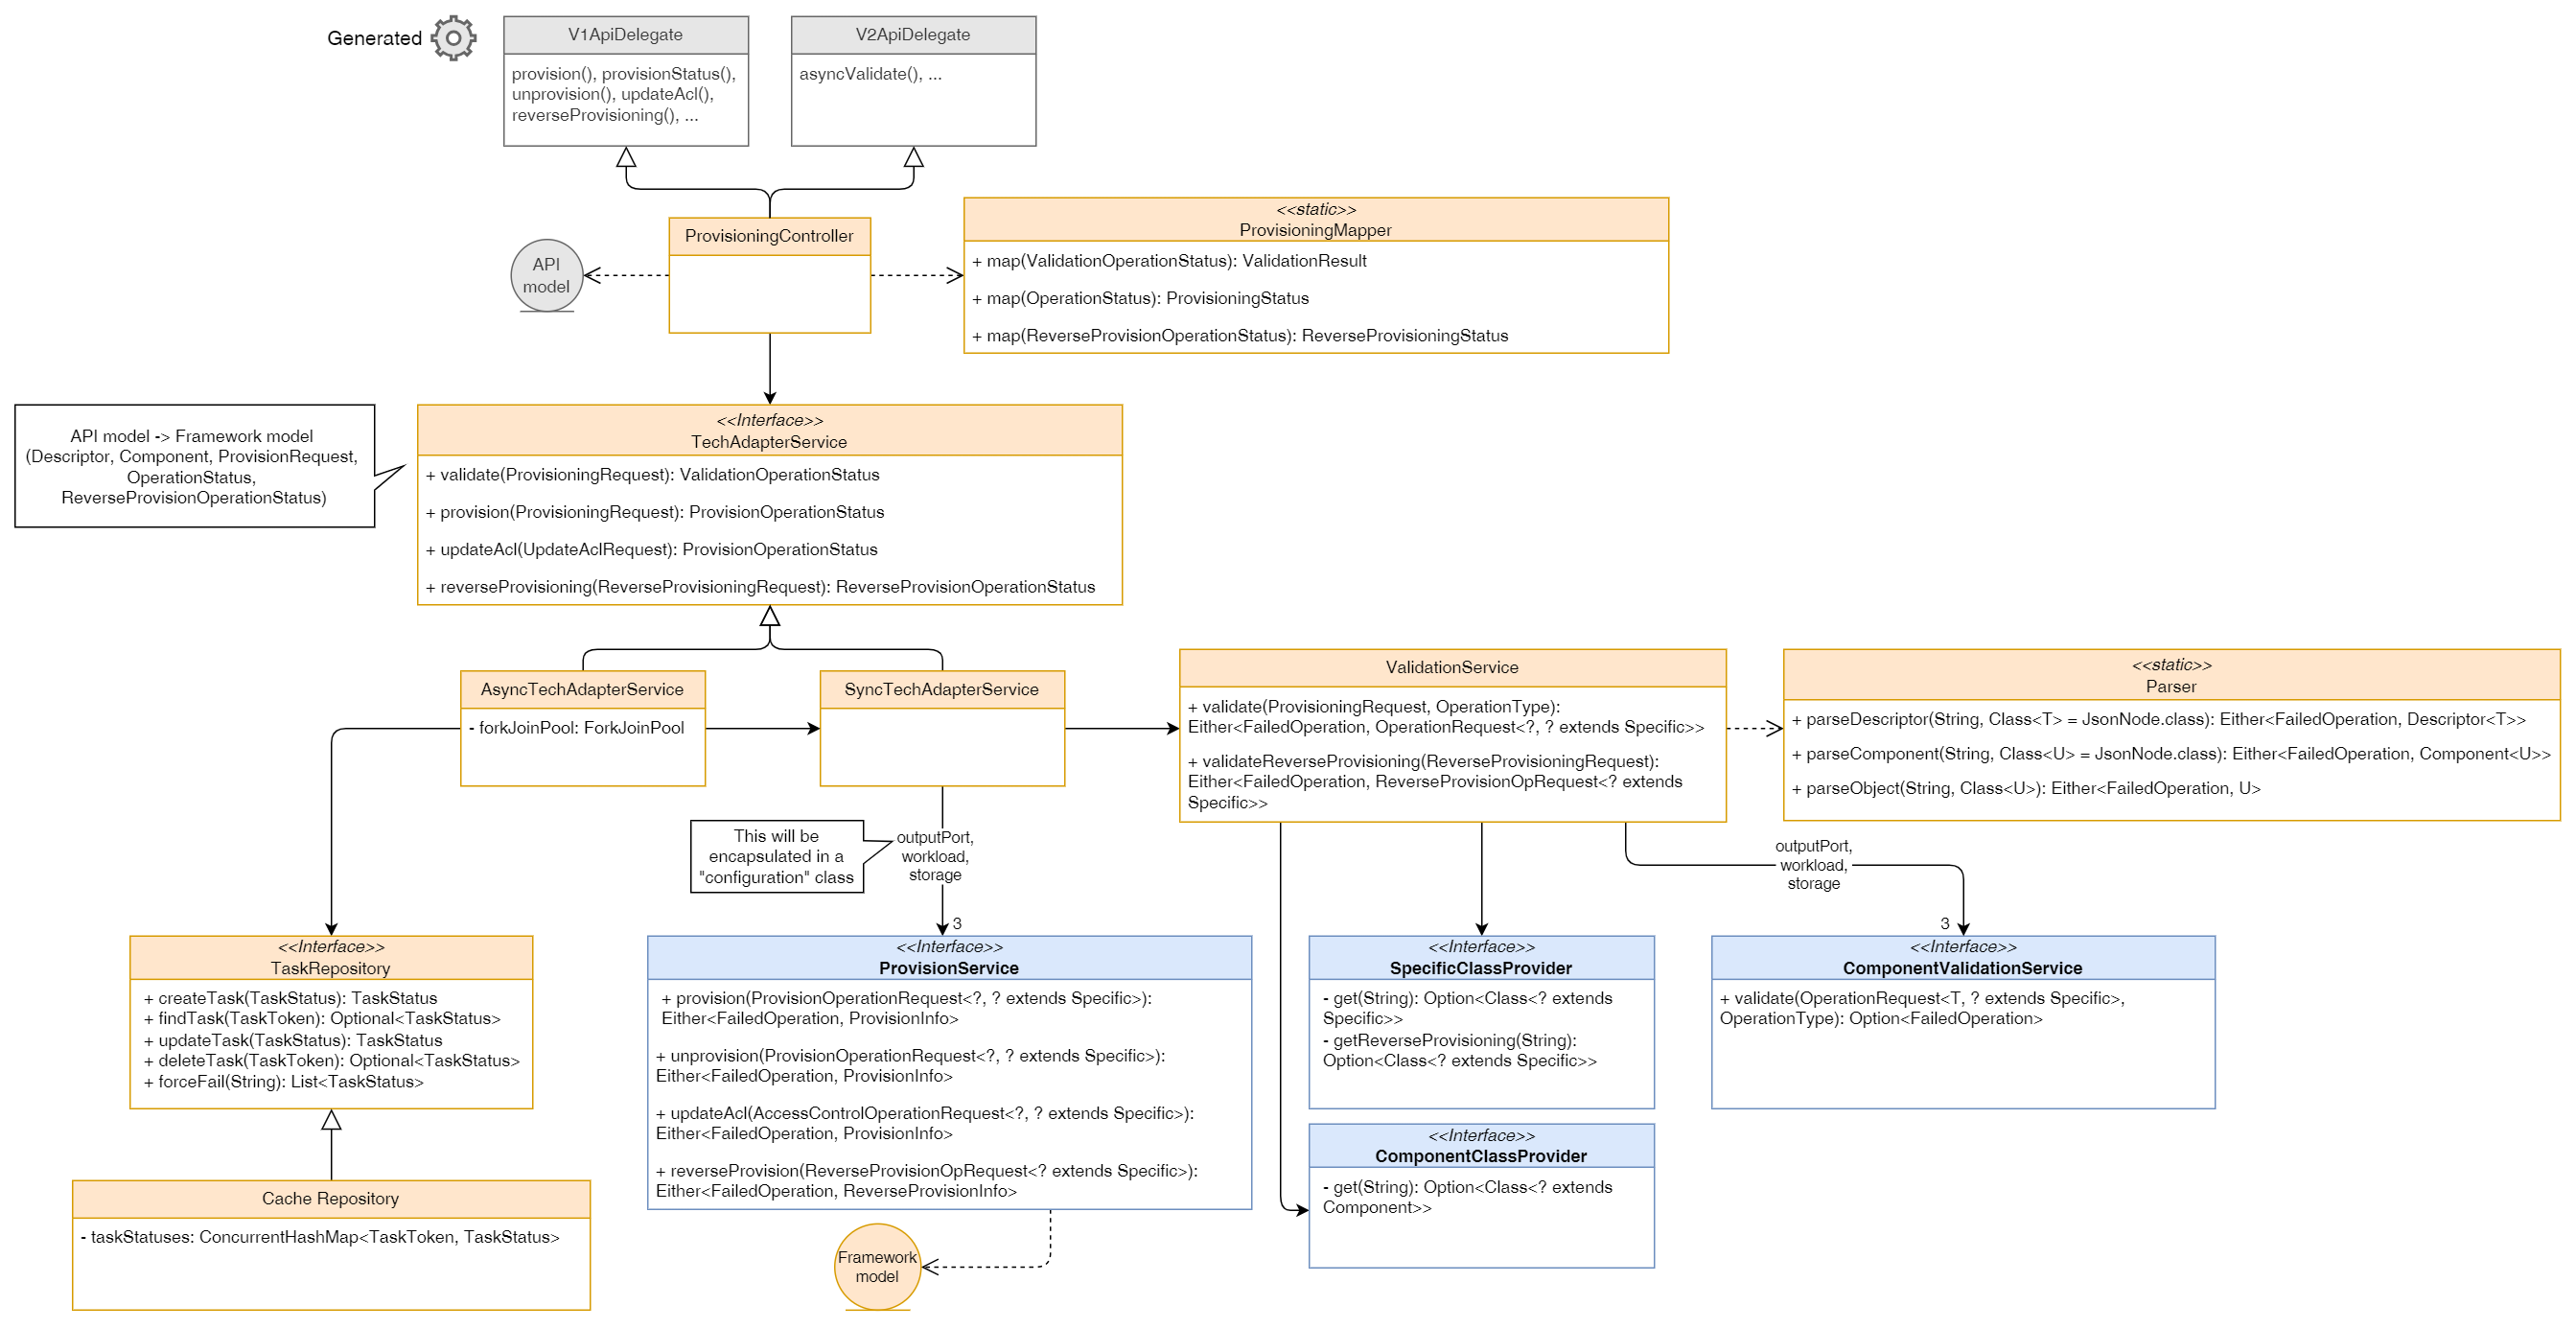 Generated
V1ApiDelegate
provision(), provisionStatus(),
unprovision(), updateAcl(),
reverseProvisioning(), ...
V2ApiDelegate
asyncValidate(), ...
ProvisioningController
API
model
<<static>>
ProvisioningMapper
+ map(ValidationOperationStatus): ValidationResult
+ map(OperationStatus): ProvisioningStatus
+ map(ReverseProvisionOperationStatus): ReverseProvisioningStatus
API model -> Framework model
(Descriptor, Component, ProvisionRequest,
OperationStatus,
ReverseProvisionOperationStatus)
<<Interface>>
TechAdapterService
+ validate(ProvisioningRequest): ValidationOperationStatus
+ provision(ProvisioningRequest): ProvisionOperationStatus
+ updateAcl(UpdateAclRequest): ProvisionOperationStatus
+ reverseProvisioning(ReverseProvisioningRequest): ReverseProvisionOperationStatus
AsyncTechAdapterService
- forkJoinPool: ForkJoinPool
SyncTechAdapterService
ValidationService
+ validate(ProvisioningRequest, OperationType):
Either<FailedOperation, OperationRequest<?, ? extends Specific>>
+ validateReverseProvisioning(ReverseProvisioningRequest):
Either<FailedOperation, ReverseProvisionOpRequest<? extends
Specific>>
<<static>>
Parser
+ parseDescriptor(String, Class<T> = JsonNode.class): Either<FailedOperation, Descriptor<T>>
+ parseComponent(String, Class<U> = JsonNode.class): Either<FailedOperation, Component<U>>
+ parseObject(String, Class<U>): Either<FailedOperation, U>
This will be
encapsulated in a
"configuration" class
outputPort,
workload,
storage
3
outputPort,
workload,
storage
3
<<Interface>>
TaskRepository
+ createTask(TaskStatus): TaskStatus
+ findTask(TaskToken): Optional<TaskStatus>
+ updateTask(TaskStatus): TaskStatus
+ deleteTask(TaskToken): Optional<TaskStatus>
+ forceFail(String): List<TaskStatus>
<<Interface>>
ProvisionService
+ provision(ProvisionOperationRequest<?, ? extends Specific>):
Either<FailedOperation, ProvisionInfo>
+ unprovision(ProvisionOperationRequest<?, ? extends Specific>):
Either<FailedOperation, ProvisionInfo>
+ updateAcl(AccessControlOperationRequest<?, ? extends Specific>):
Either<FailedOperation, ProvisionInfo>
+ reverseProvision(ReverseProvisionOpRequest<? extends Specific>):
Either<FailedOperation, ReverseProvisionInfo>
<<Interface>>
SpecificClassProvider
- get(String): Option<Class<? extends
Specific>>
- getReverseProvisioning(String):
Option<Class<? extends Specific>>
<<Interface>>
ComponentValidationService
+ validate(OperationRequest<T, ? extends Specific>,
OperationType): Option<FailedOperation>
<<Interface>>
ComponentClassProvider
- get(String): Option<Class<? extends
Component>>
Cache Repository
- taskStatuses: ConcurrentHashMap<TaskToken, TaskStatus>
Framework
model